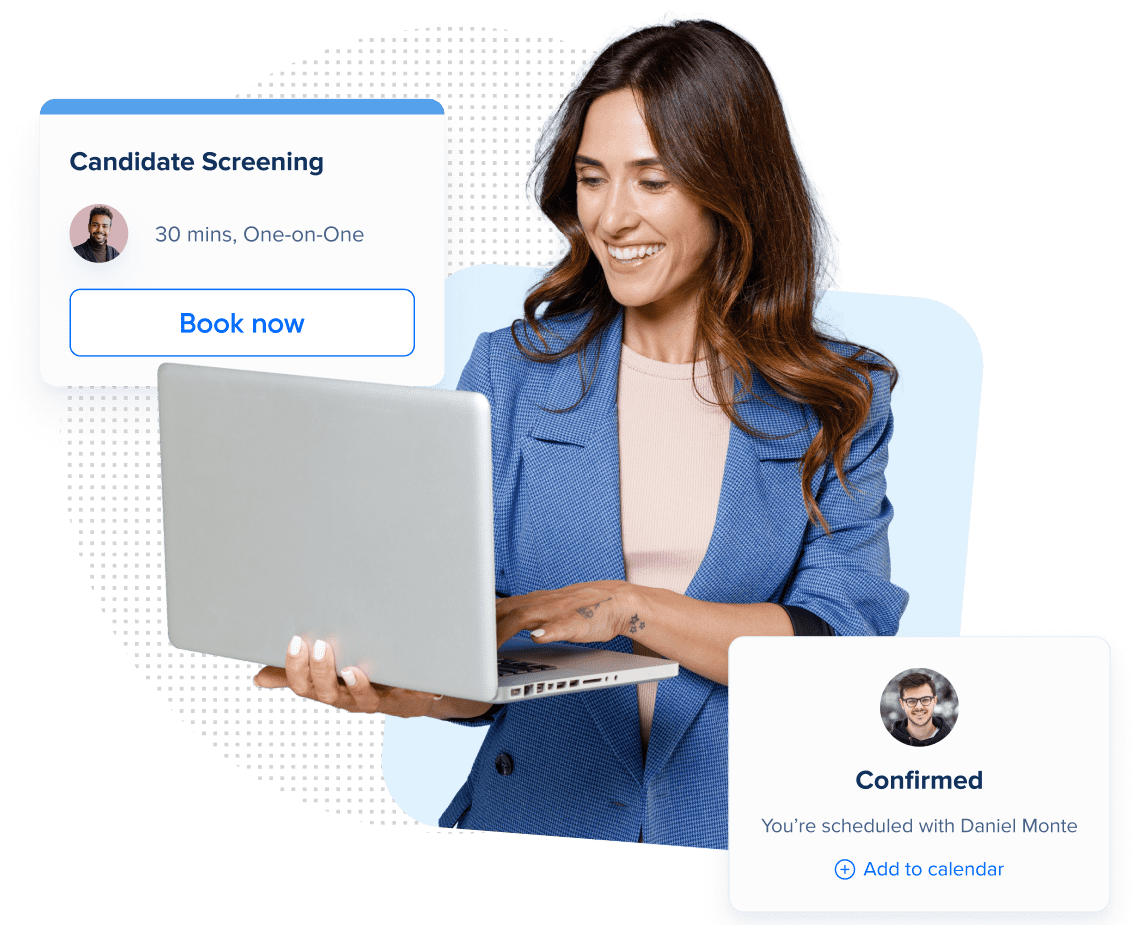 Candidate Screening
30 mins, One-on-One
Book now
Confirmed
You’re scheduled with Daniel Monte
Add to calendar